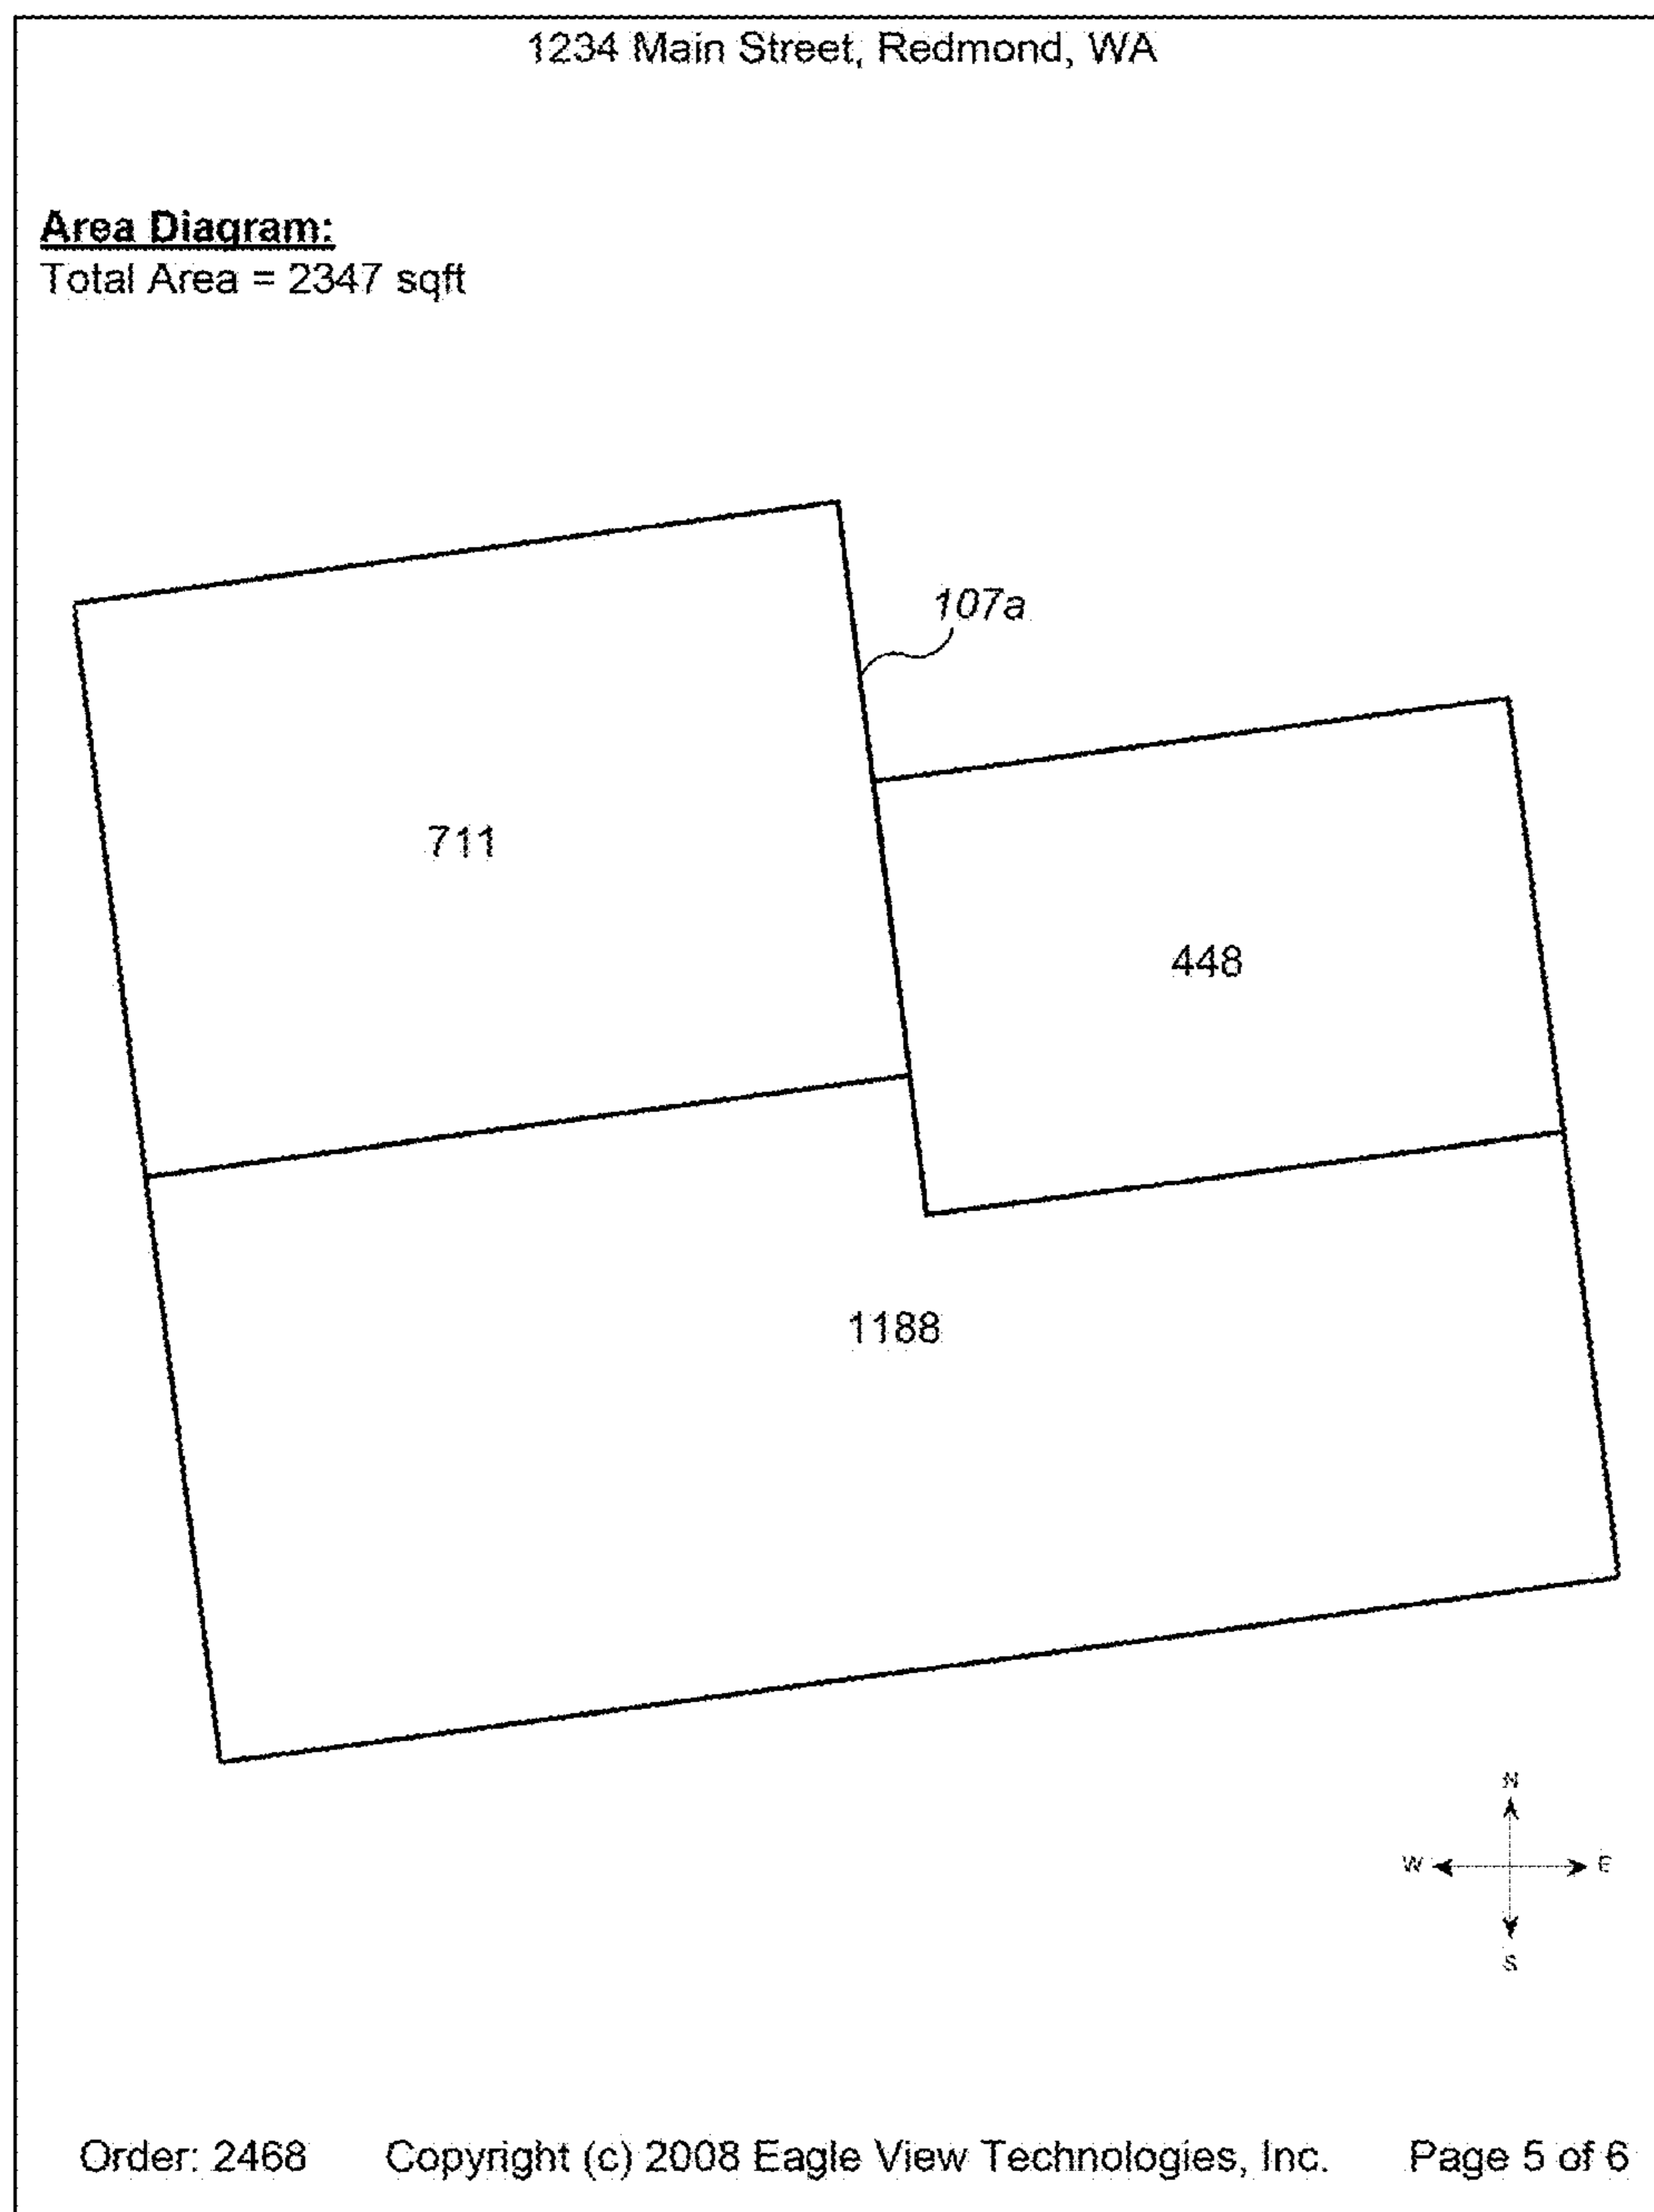 1234 Main Street, Redmond, WA
Area Diagram:
Total Area = 2347 sqft
107a
711
448
1188
N
W E
S
Order: 2468 Copyright (c) 2008 Eagle View Technologies, Inc. Page 5 of 6